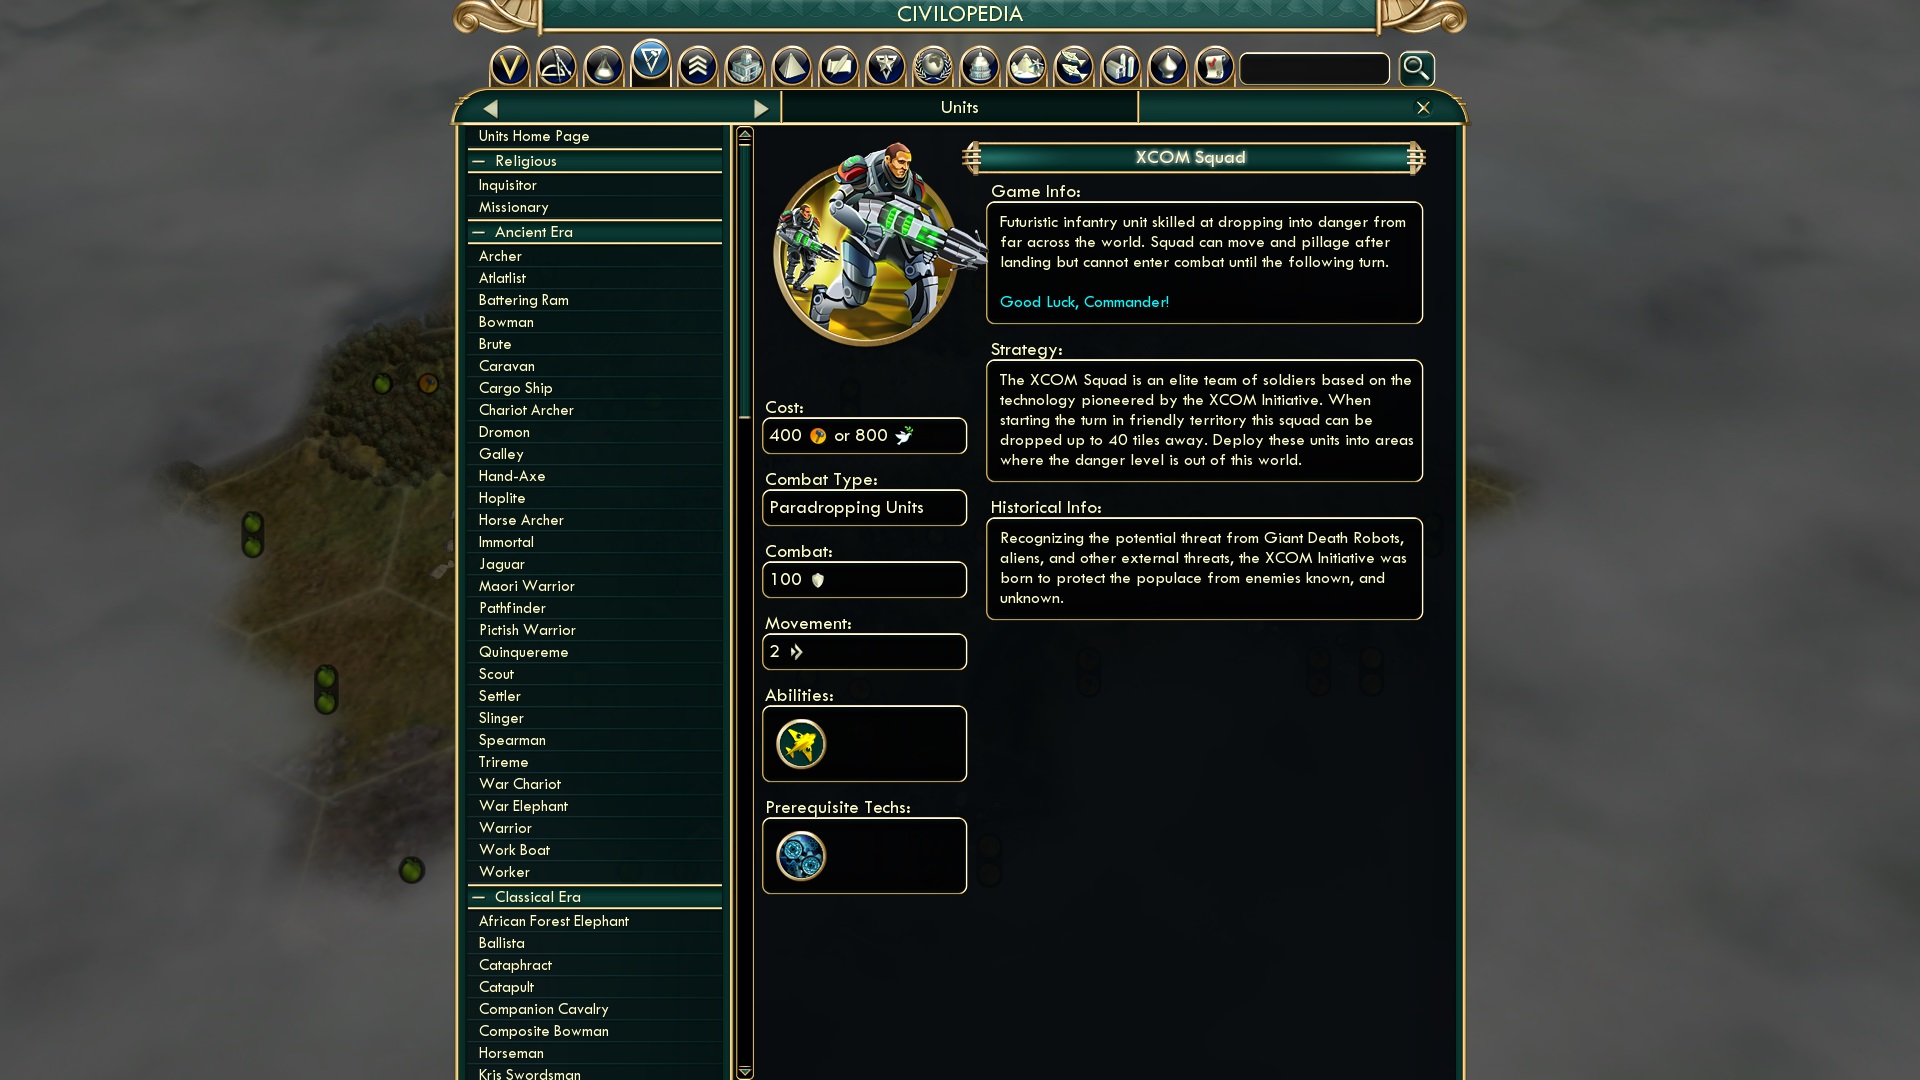 CIVILOPEDIA
Units
Units Home Page
Religious
Inquisitor
Missionary
Ancient Era
Archer
Atlatlist
Battering Ram
Bowman
Brute
Caravan
Cargo Ship
Chariot Archer
Dromon
Galley
Hand-Axe
Hoplite
Horse Archer
Immortal
Jaguar
Maori Warrior
Pathfinder
Pictish Warrior
Quinquereme
Scout
Settler
Slinger
Spearman
Trireme
War Chariot
War Elephant
Warrior
Work Boat
Worker
Classical Era
African Forest Elephant
Ballista
Cataphract
Catapult
Companion Cavalry
Composite Bowman
Horseman
Kris Swordsman
Cost:
400 or 800
Combat Type:
Paradropping Units
Combat:
100
Movement:
2
Abilities:
Prerequisite Techs:
XCOM Squad
Game Info:
Futuristic infantry unit skilled at dropping into danger from
far across the world. Squad can move and pillage after
landing but cannot enter combat until the following turn.
Good Luck, Commander!
Strategy:
The XCOM Squad is an elite team of soldiers based on the
technology pioneered by the XCOM Initiative. When
starting the turn in friendly territory this squad can be
dropped up to 40 tiles away. Deploy these units into areas
where the danger level is out of this world.
Historical Info:
Recognizing the potential threat from Giant Death Robots,
aliens, and other external threats, the XCOM Initiative was
born to protect the populace from enemies known, and
unknown.